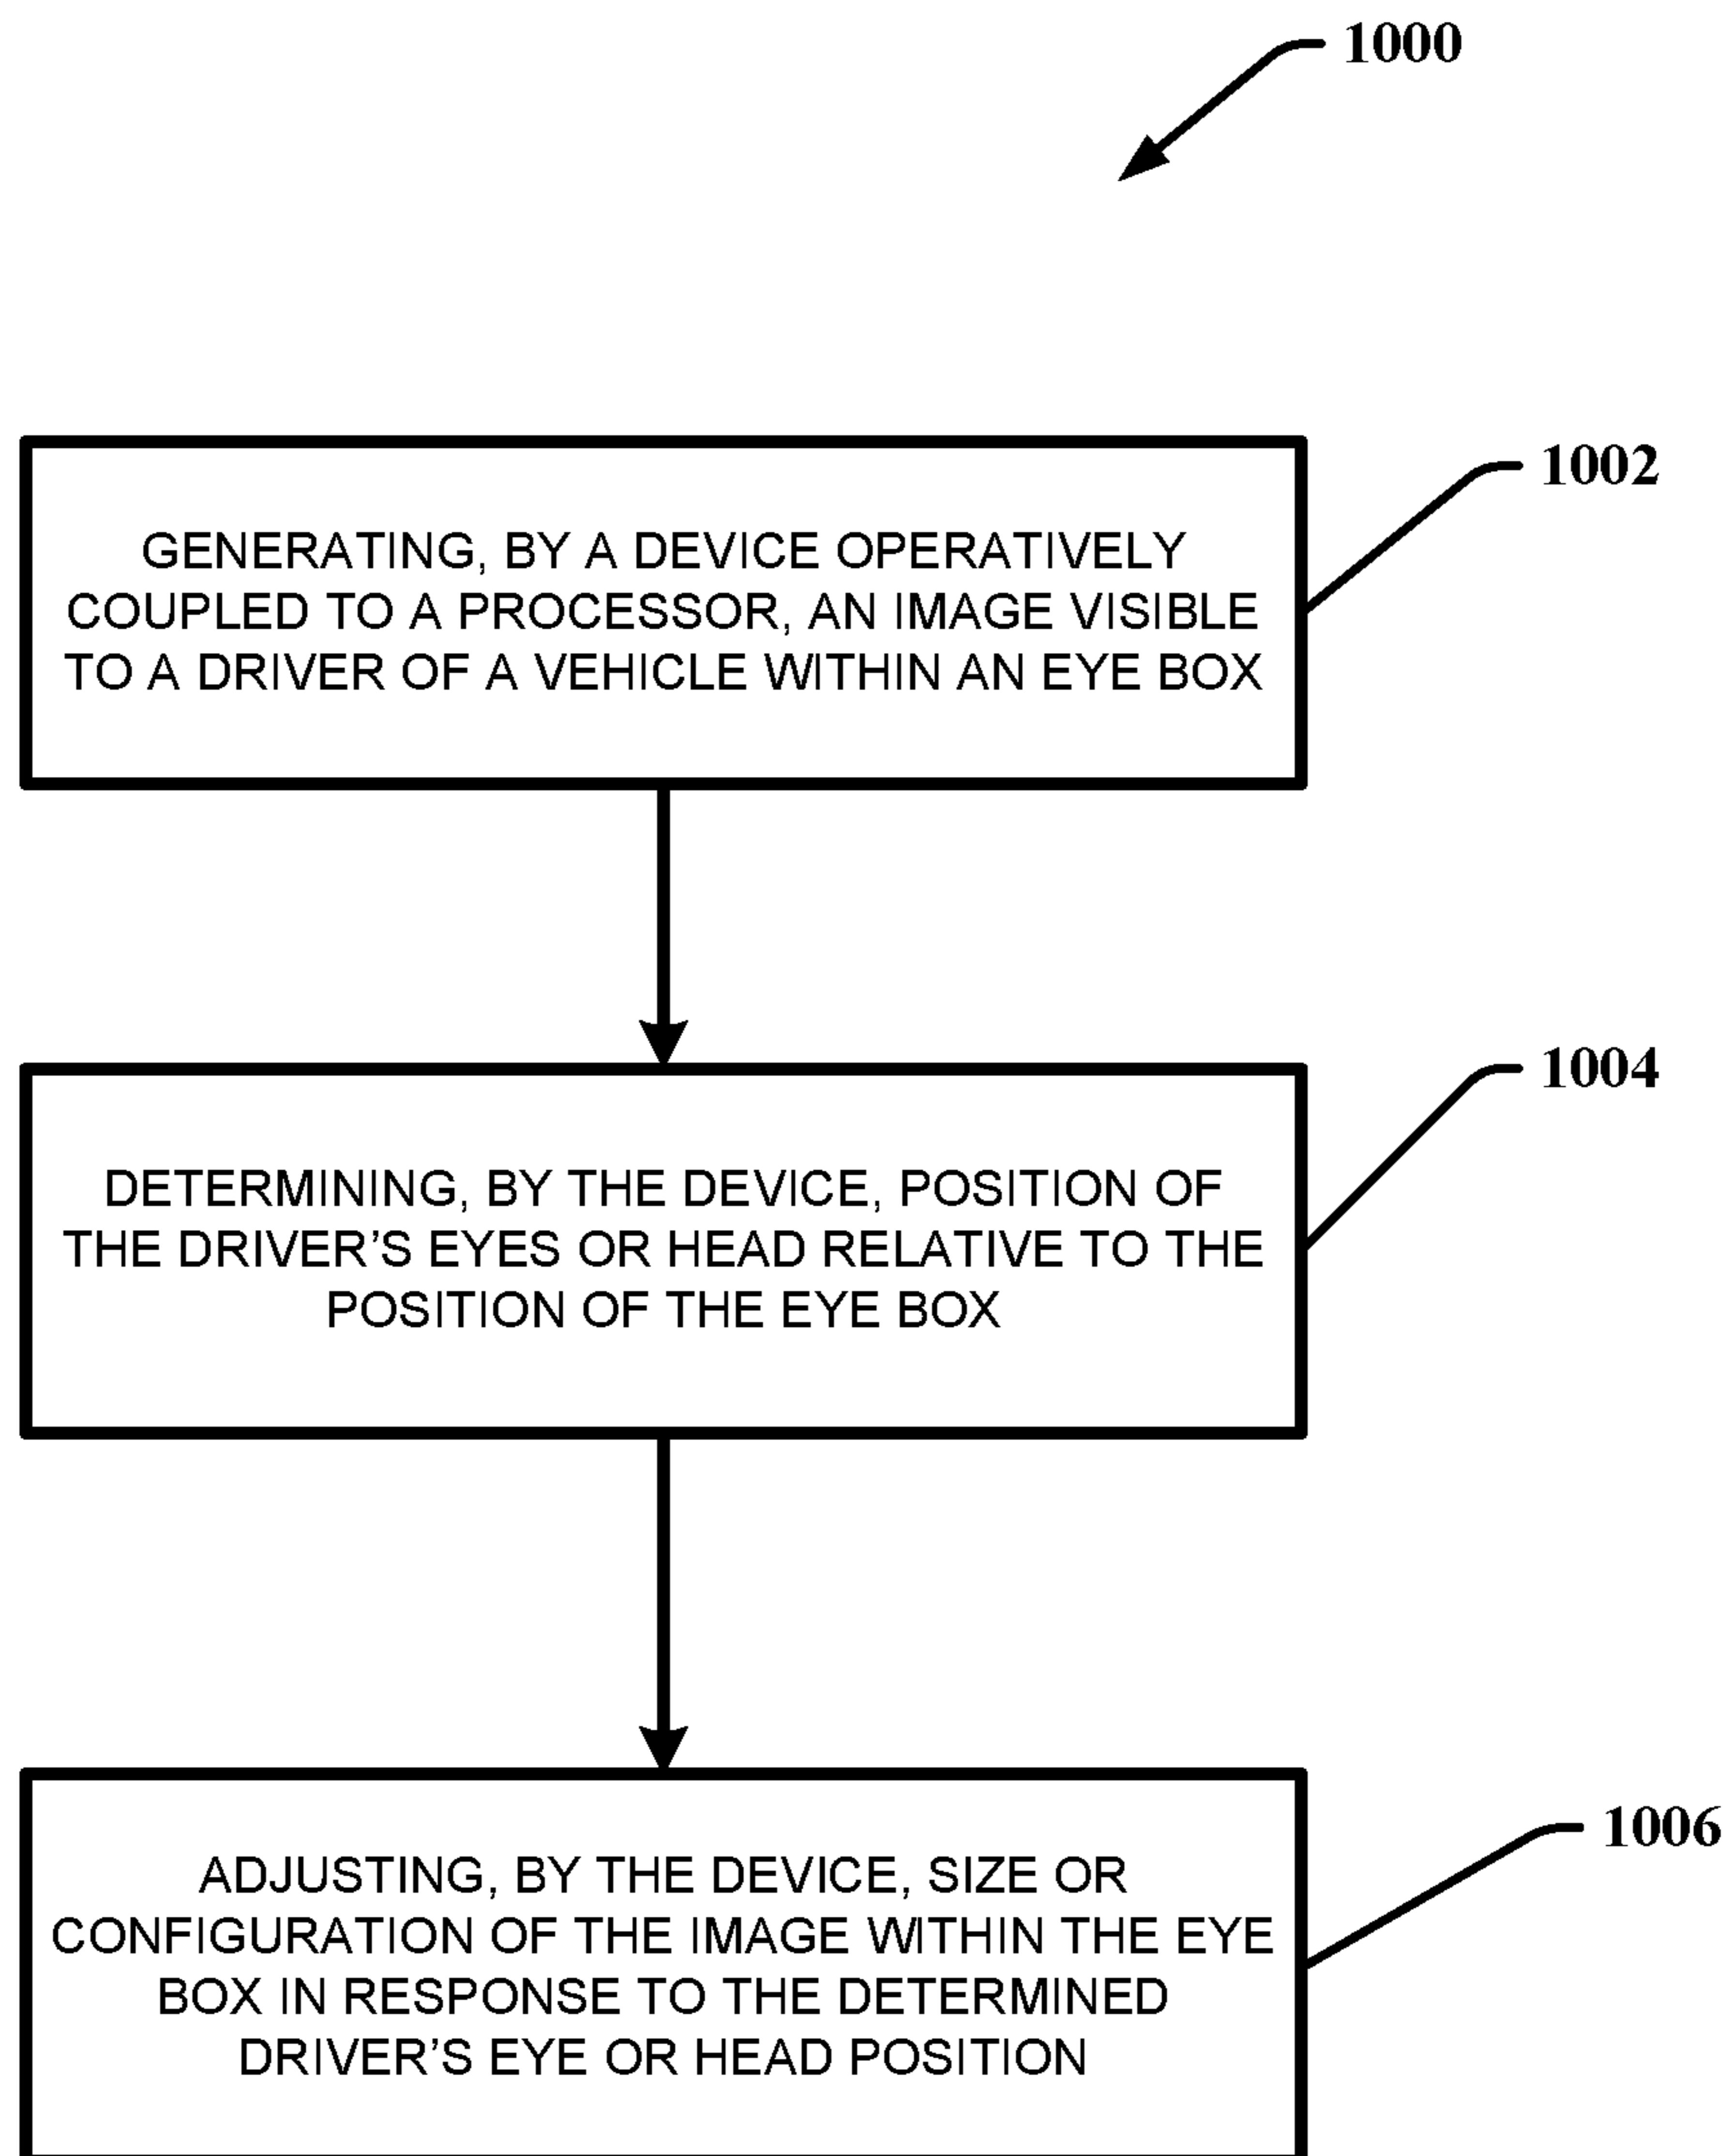 1000
1002
GENERATING, BY A DEVICE OPERATIVELY
COUPLED TO A PROCESSOR, AN IMAGE VISIBLE
TO A DRIVER OF A VEHICLE WITHIN AN EYE BOX
1004
DETERMINING, BY THE DEVICE, POSITION OF
THE DRIVER’S EYES OR HEAD RELATIVE TO THE
POSITION OF THE EYE BOX
1006
ADJUSTING, BY THE DEVICE, SIZE OR
CONFIGURATION OF THE IMAGE WITHIN THE EYE
BOX IN RESPONSE TO THE DETERMINED
DRIVER’S EYE OR HEAD POSITION